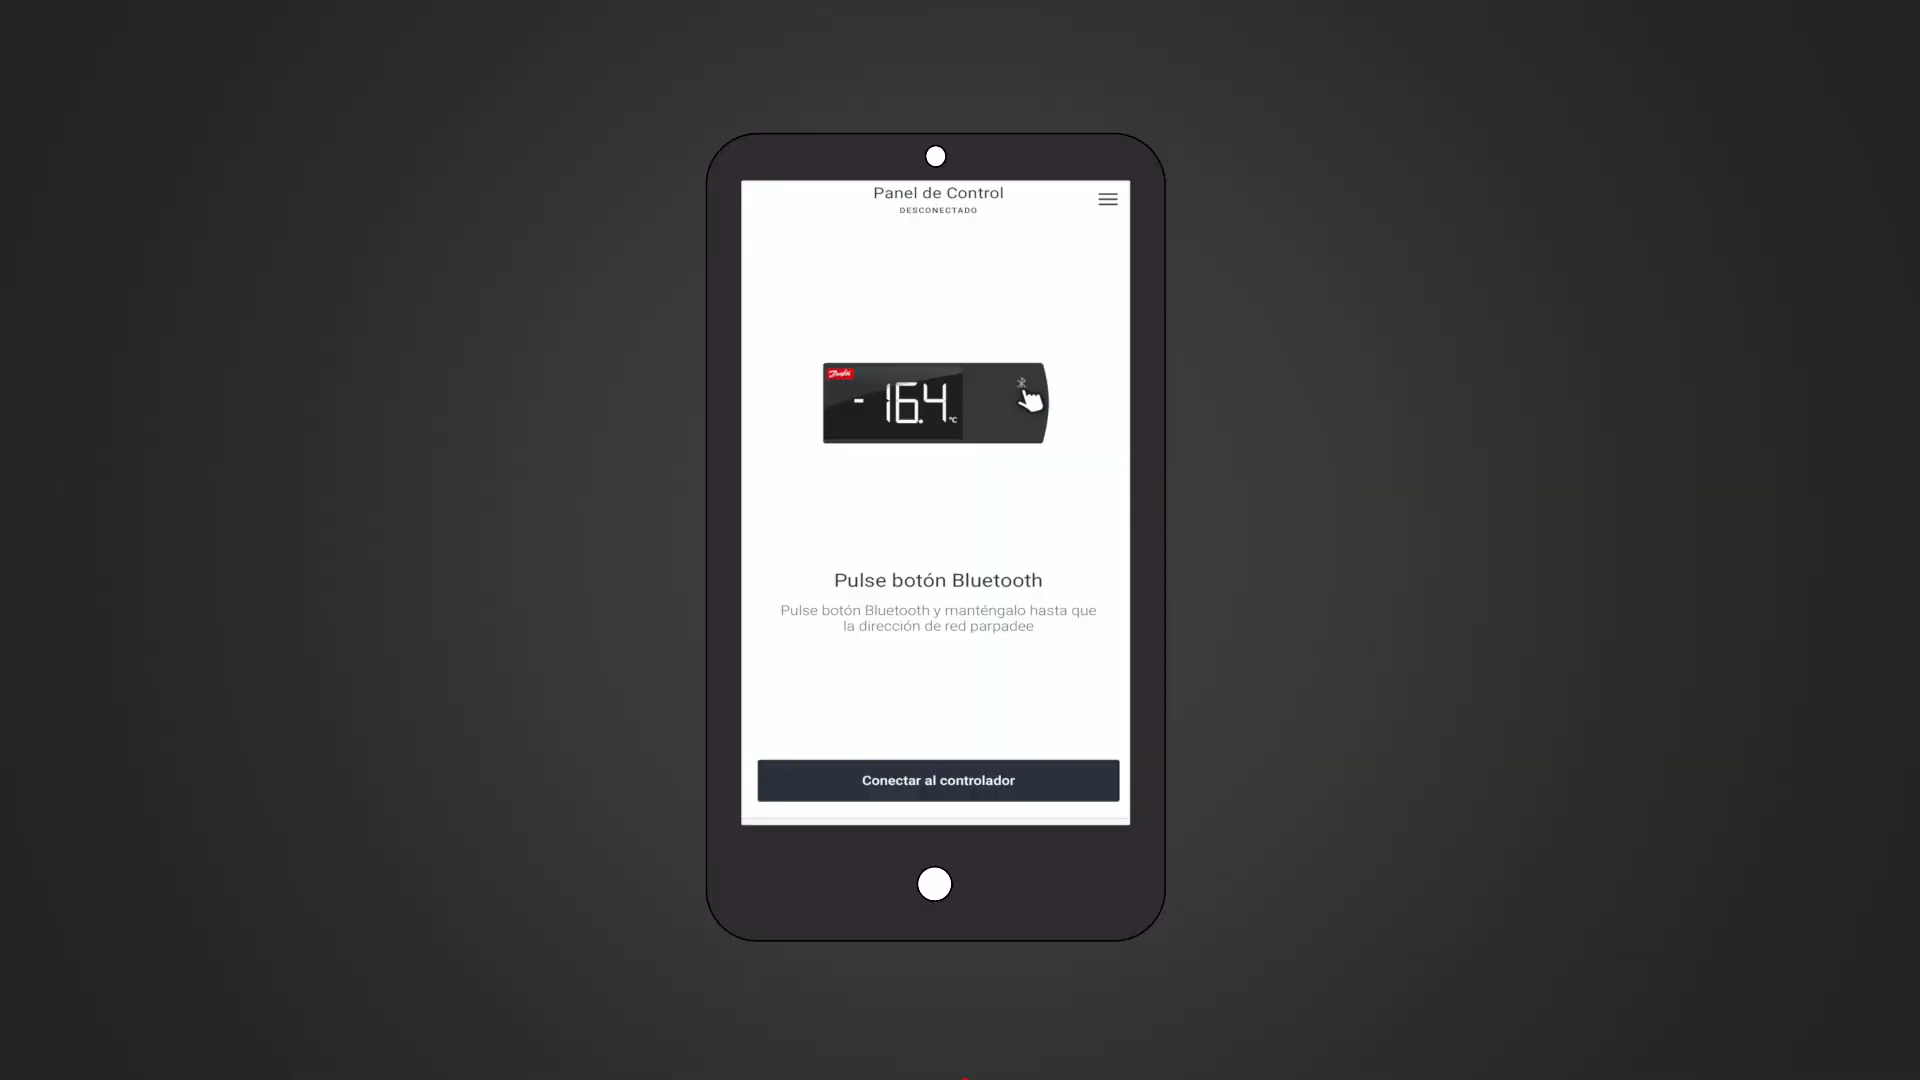 Panel de Control
DESCONECTADO
Danfoss
-16.4 °C
Pulse botón Bluetooth
Pulse botón Bluetooth y manténgalo hasta que
la dirección de red parpadee
Conectar al controlador